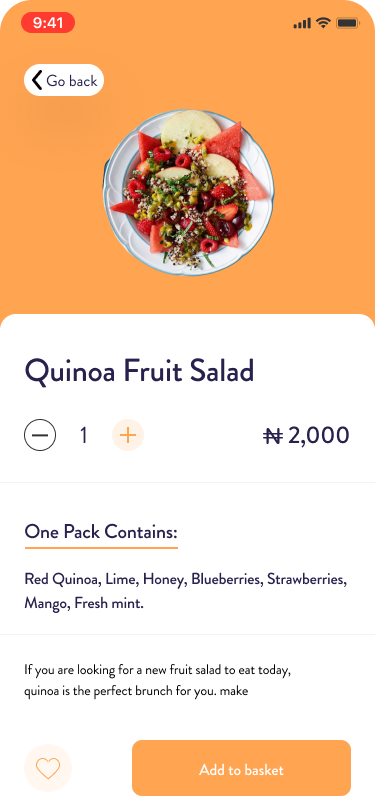 9:41
Go back
Quinoa Fruit Salad
1
₦ 2,000
One Pack Contains:
Red Quinoa, Lime, Honey, Blueberries, Strawberries,
Mango, Fresh mint.
If you are looking for a new fruit salad to eat today,
quinoa is the perfect brunch for you. make
Add to basket